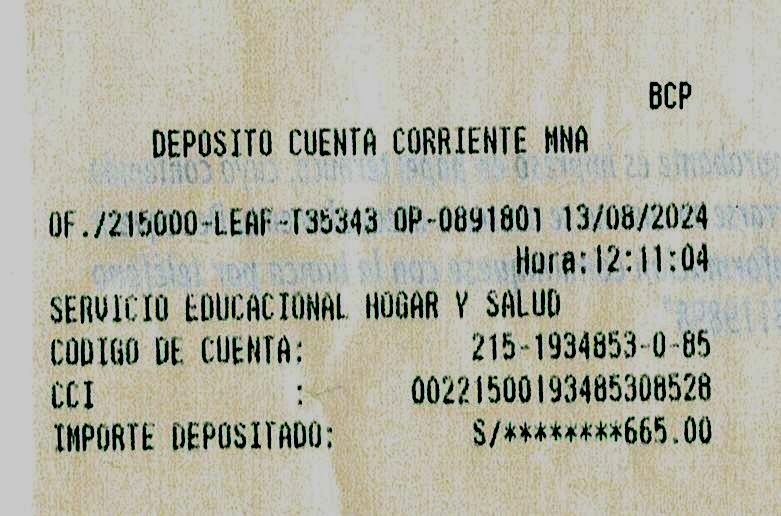 BCP
DEPOSITO CUENTA CORRIENTE MNA
OF./215000-LEAF-T35343 OP-0891801 13/08/2024
Hora:12:11:04
SERVICIO EDUCACIONAL HOGAR Y SALUD
CODIGO DE CUENTA: 215-1934853-0-85
CCI : 00221500193485308528
IMPORTE DEPOSITADO: S/********665.00